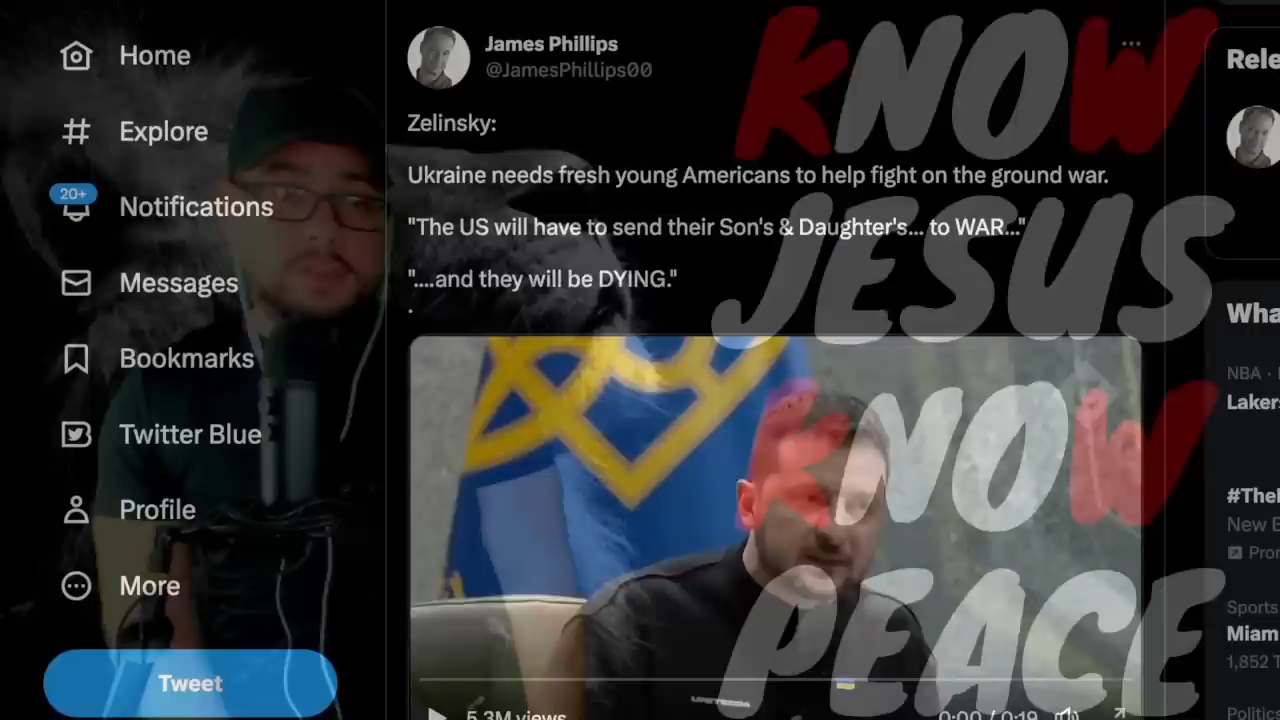 Home
Explore
20+
Notifications
Messages
Bookmarks
Twitter Blue
Profile
More
Tweet
James Phillips
@JamesPhillips00
Zelinsky:
Ukraine needs fresh young Americans to help fight on the ground war.
"The US will have to send their Son's & Daughter's... to WAR..."
"....and they will be DYING."
.
5.3M views
0:00 / 0:19
KNOW
JESUS
KNOW
PEACE
Rele
Wha
NBA ·
Lakers
#TheI
New E
Pro
Sports
Miam
1,852 T
Politic